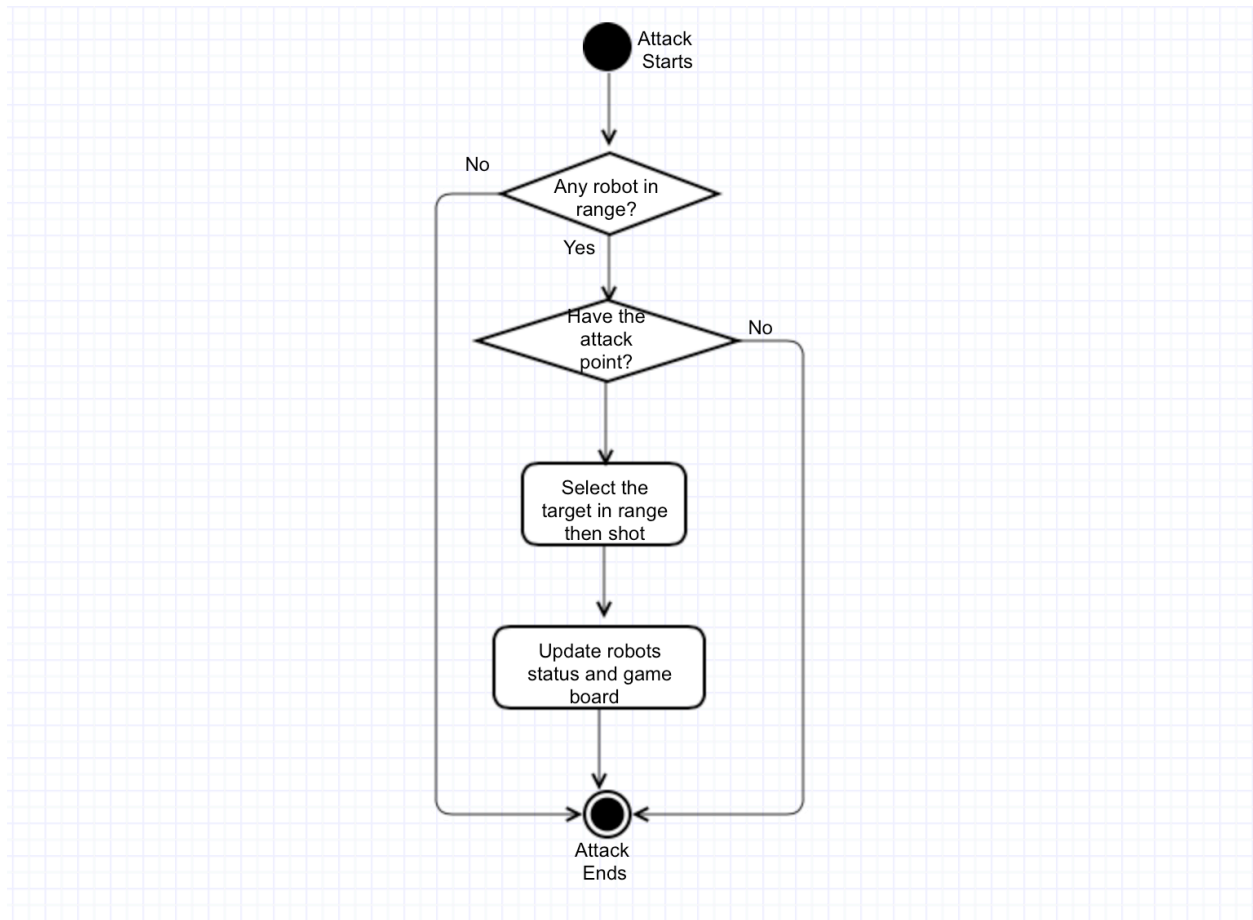 Attack
Starts
No
Any robot in
range?
Yes
Have the
attack
point?
No
Select the
target in range
then shot
Update robots
status and game
board
Attack
Ends